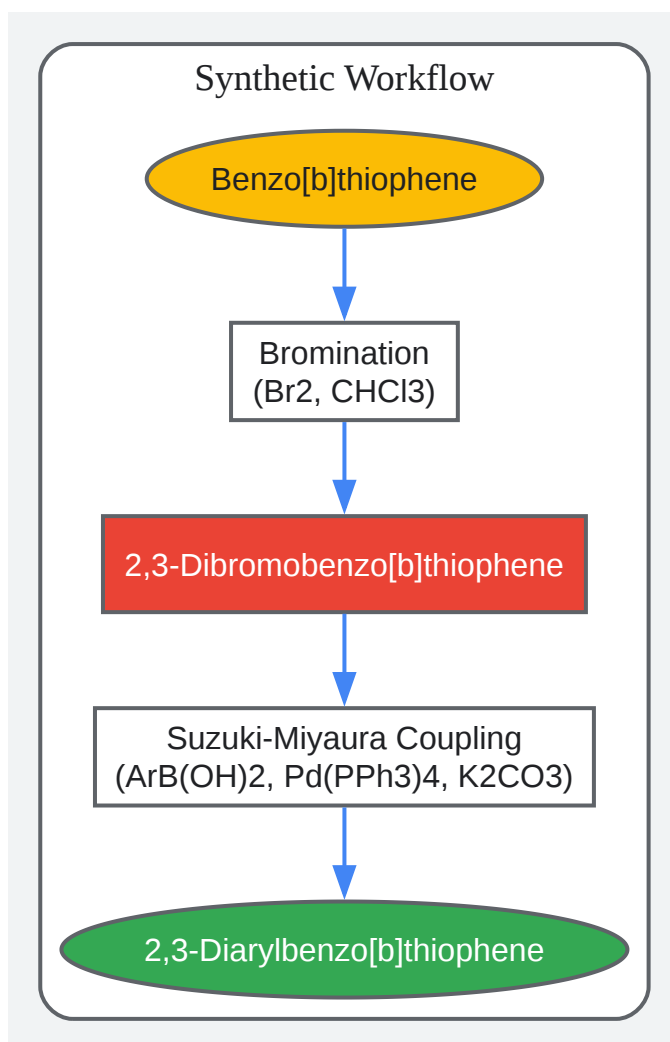 Synthetic Workflow
Benzo[b]thiophene
Bromination
(Br2, CHCl3)
2,3-Dibromobenzo[b]thiophene
Suzuki-Miyaura Coupling
(ArB(OH)2, Pd(PPh3)4, K2CO3)
2,3-Diarylbenzo[b]thiophene